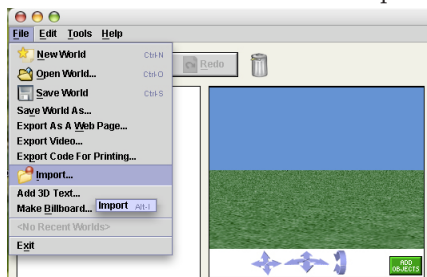 File Edit Tools Help
New World Ctrl-N
Open World... Ctrl-O
Save World Ctrl-S
Save World As...
Export As A Web Page...
Export Video...
Export Code For Printing...
Import...
Add 3D Text...
Make Billboard...
Import Alt-I
<No Recent Worlds>
Exit
Redo
ADD
OBJECTS